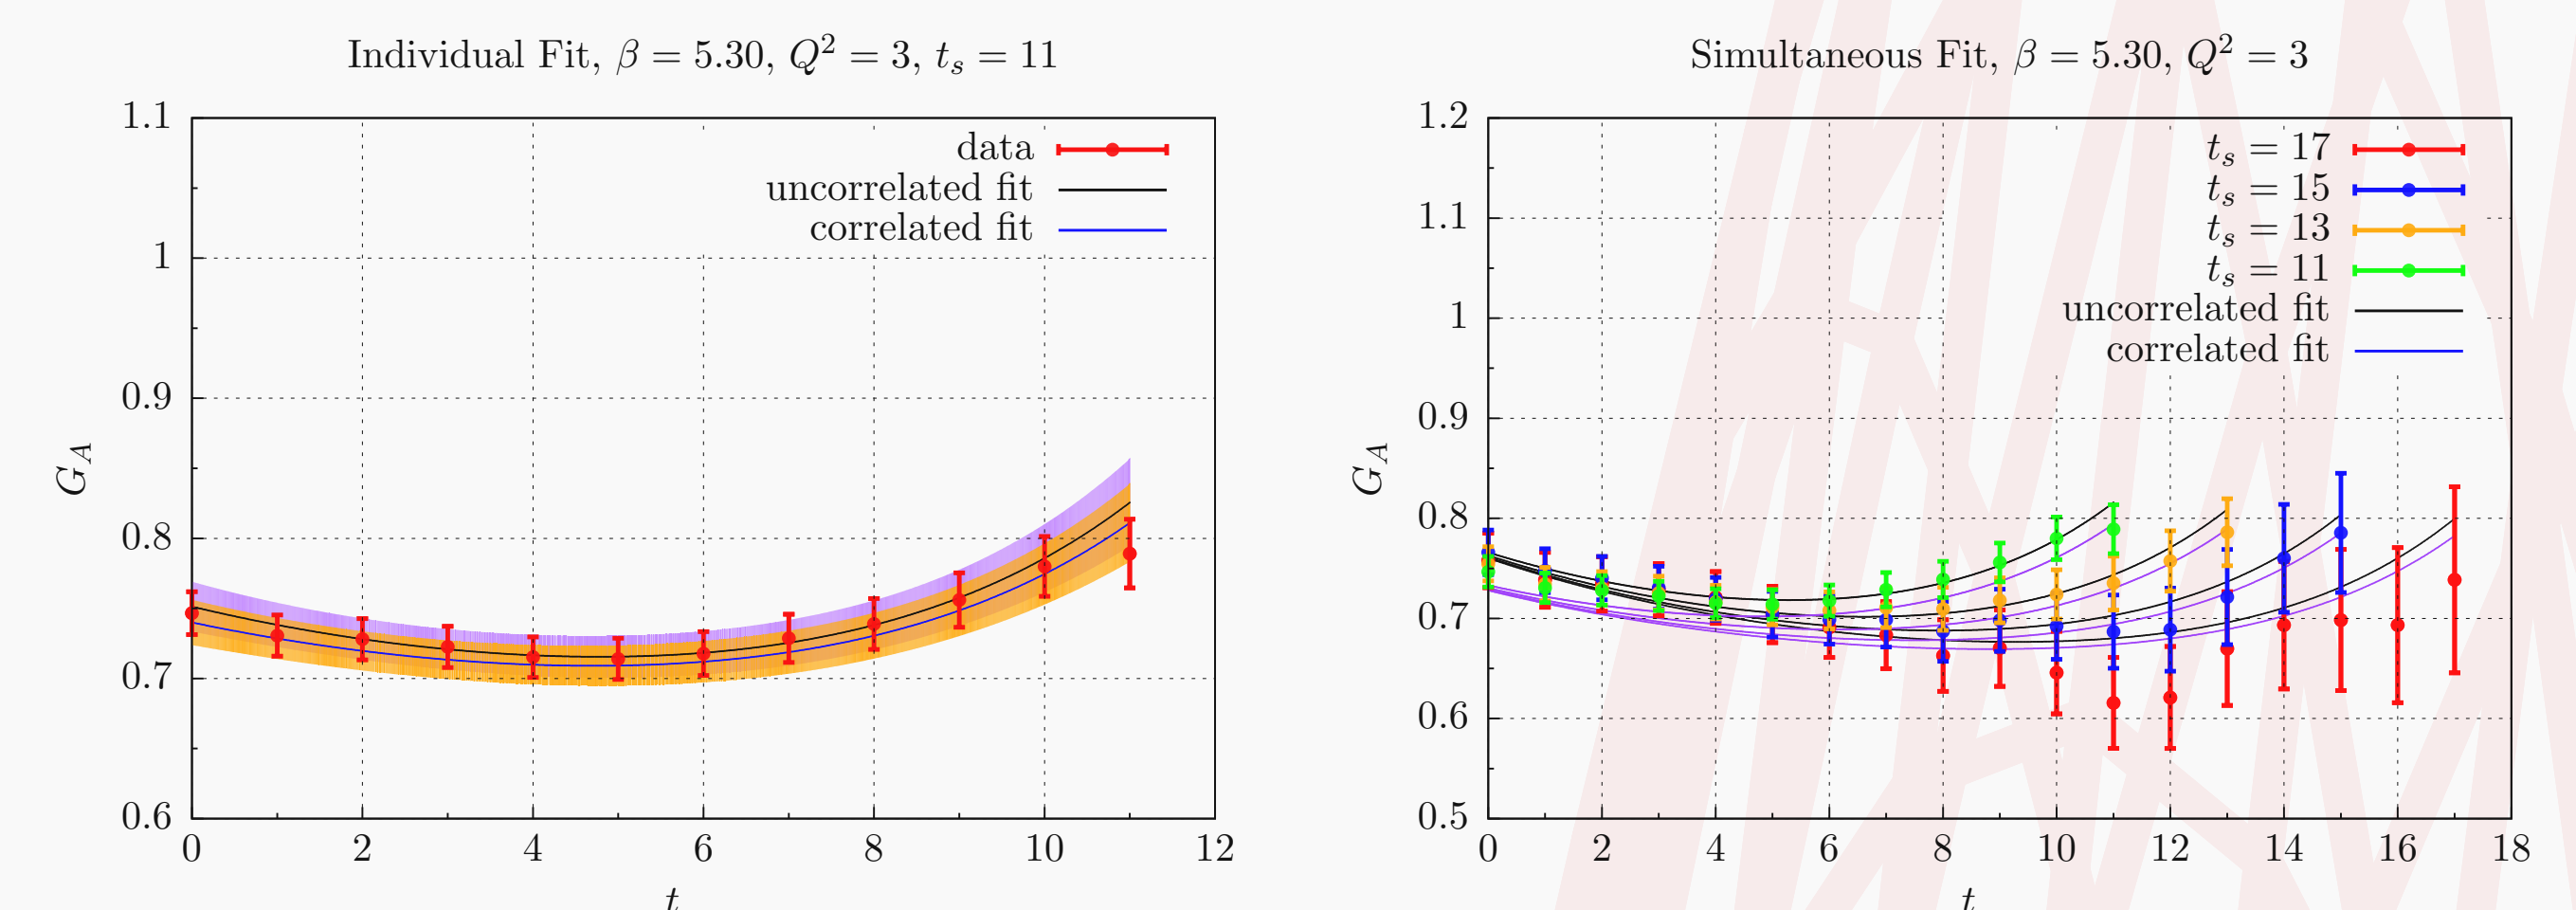 Individual Fit, β = 5.30, Q² = 3, tₛ = 11
1.1
1
0.9
0.8
0.7
0.6
G_A
data
uncorrelated fit
correlated fit
0 2 4 6 8 10 12
t
Simultaneous Fit, β = 5.30, Q² = 3
1.2
1.1
1
0.9
0.8
0.7
0.6
0.5
G_A
tₛ = 17
tₛ = 15
tₛ = 13
tₛ = 11
uncorrelated fit
correlated fit
0 2 4 6 8 10 12 14 16 18
t